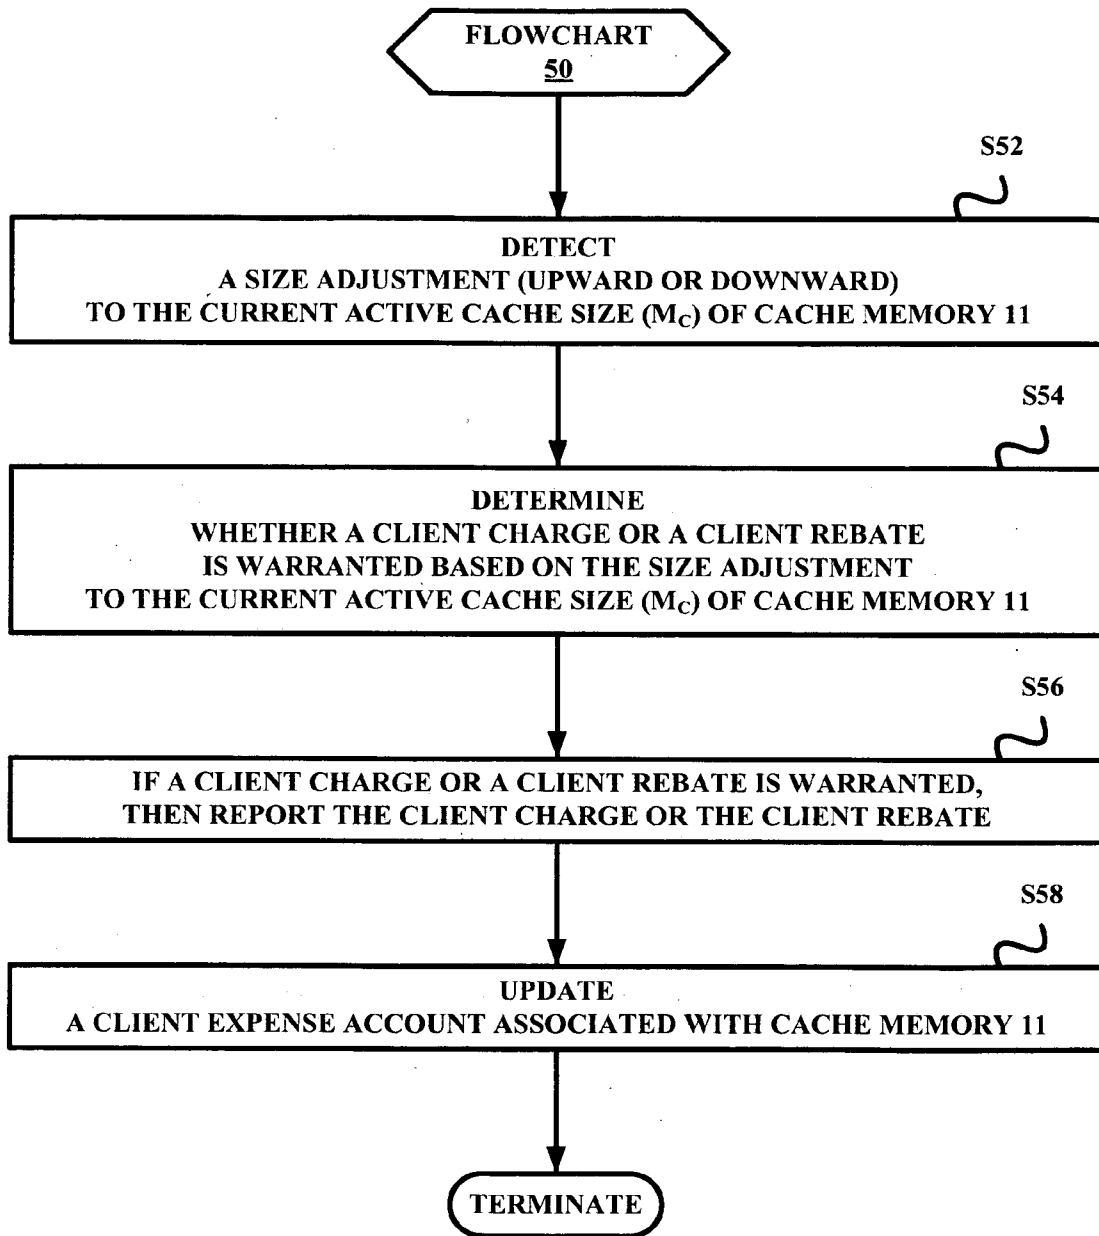 FLOWCHART
50
S52
DETECT
A SIZE ADJUSTMENT (UPWARD OR DOWNWARD)
TO THE CURRENT ACTIVE CACHE SIZE (MC) OF CACHE MEMORY 11
S54
DETERMINE
WHETHER A CLIENT CHARGE OR A CLIENT REBATE
IS WARRANTED BASED ON THE SIZE ADJUSTMENT
TO THE CURRENT ACTIVE CACHE SIZE (MC) OF CACHE MEMORY 11
S56
IF A CLIENT CHARGE OR A CLIENT REBATE IS WARRANTED,
THEN REPORT THE CLIENT CHARGE OR THE CLIENT REBATE
S58
UPDATE
A CLIENT EXPENSE ACCOUNT ASSOCIATED WITH CACHE MEMORY 11
TERMINATE